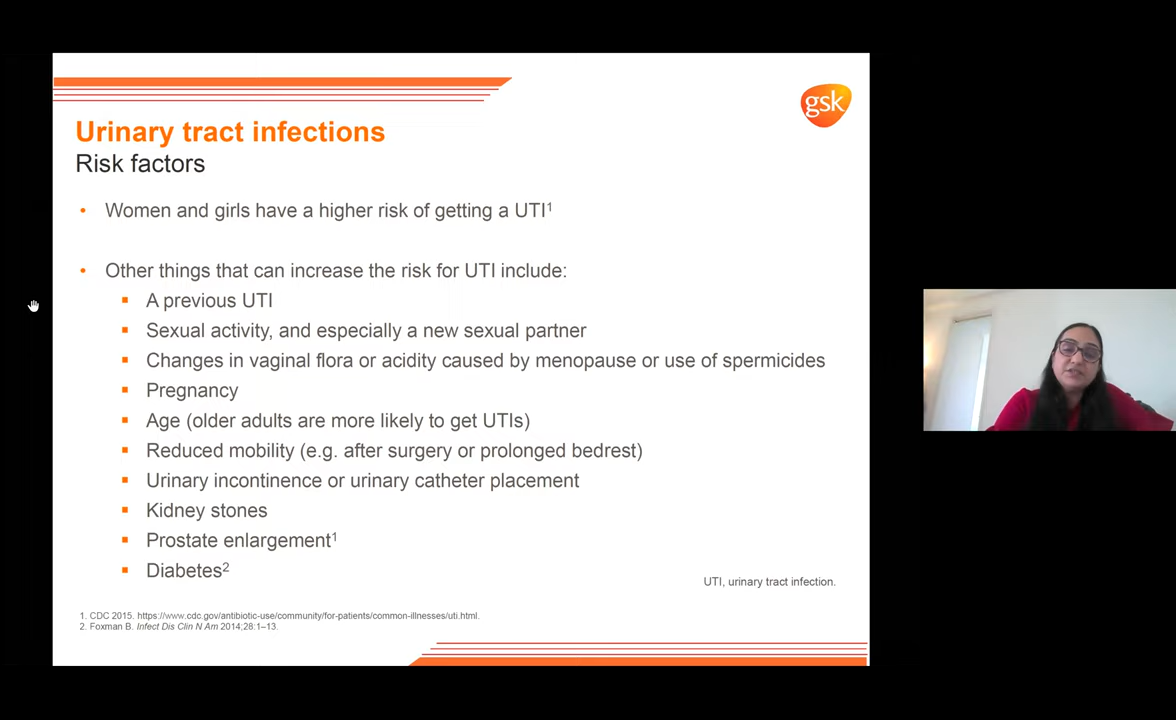 gsk
Urinary tract infections
Risk factors
• Women and girls have a higher risk of getting a UTI¹
• Other things that can increase the risk for UTI include:
▪ A previous UTI
▪ Sexual activity, and especially a new sexual partner
▪ Changes in vaginal flora or acidity caused by menopause or use of spermicides
▪ Pregnancy
▪ Age (older adults are more likely to get UTIs)
▪ Reduced mobility (e.g. after surgery or prolonged bedrest)
▪ Urinary incontinence or urinary catheter placement
▪ Kidney stones
▪ Prostate enlargement¹
▪ Diabetes²
UTI, urinary tract infection.
1. CDC 2015. https://www.cdc.gov/antibiotic-use/community/for-patients/common-illnesses/uti.html.
2. Foxman B. Infect Dis Clin N Am 2014;28:1–13.